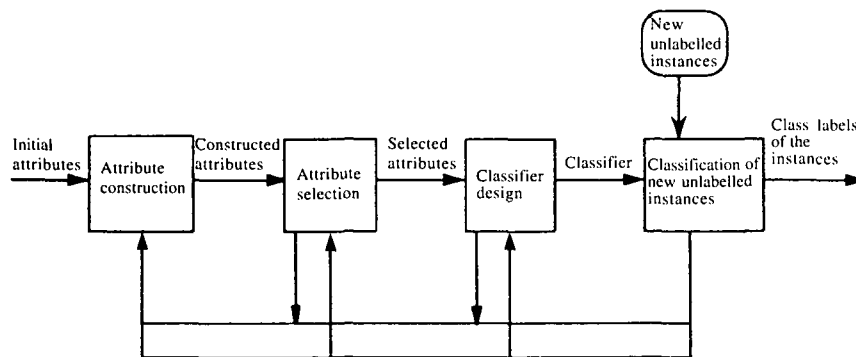 New
unlabelled
instances
Initial
attributes
Attribute
construction
Constructed
attributes
Attribute
selection
Selected
attributes
Classifier
design
Classifier
Classification of
new unlabelled
instances
Class labels
of the
instances